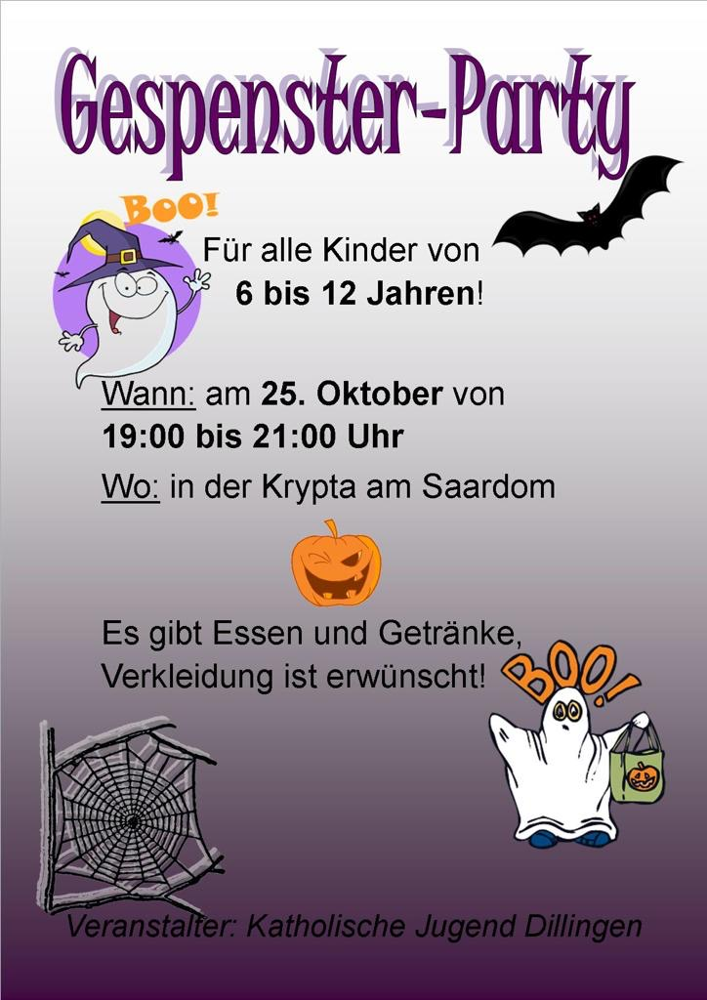 Gespenster-Party
BOO!
Für alle Kinder von
6 bis 12 Jahren!
Wann: am 25. Oktober von
19:00 bis 21:00 Uhr
Wo: in der Krypta am Saardom
Es gibt Essen und Getränke,
Verkleidung ist erwünscht!
BOO!
Veranstalter: Katholische Jugend Dillingen